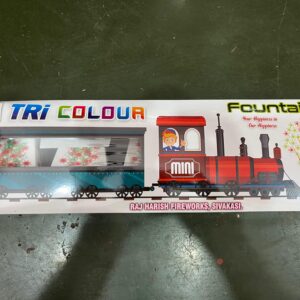 TRi COLOUR
Fountai
Your Happiness is
Our Happiness
mini
RAJ HARISH FIREWORKS, SIVAKASI.